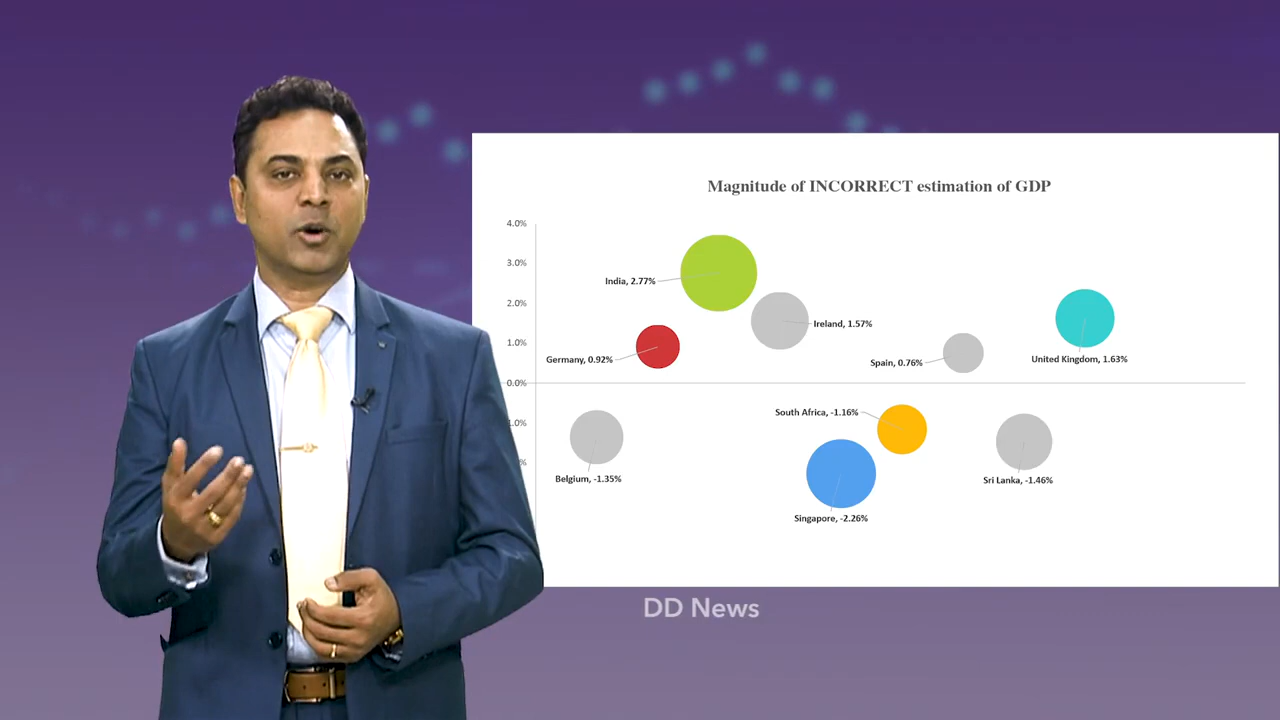 Magnitude of INCORRECT estimation of GDP
4.0%
3.0%
2.0%
1.0%
0.0%
1.0%
%
India, 2.77%
Ireland, 1.57%
Germany, 0.92%
Spain, 0.76%
United Kingdom, 1.63%
South Africa, -1.16%
Belgium, -1.35%
Sri Lanka, -1.46%
Singapore, -2.26%
DD News